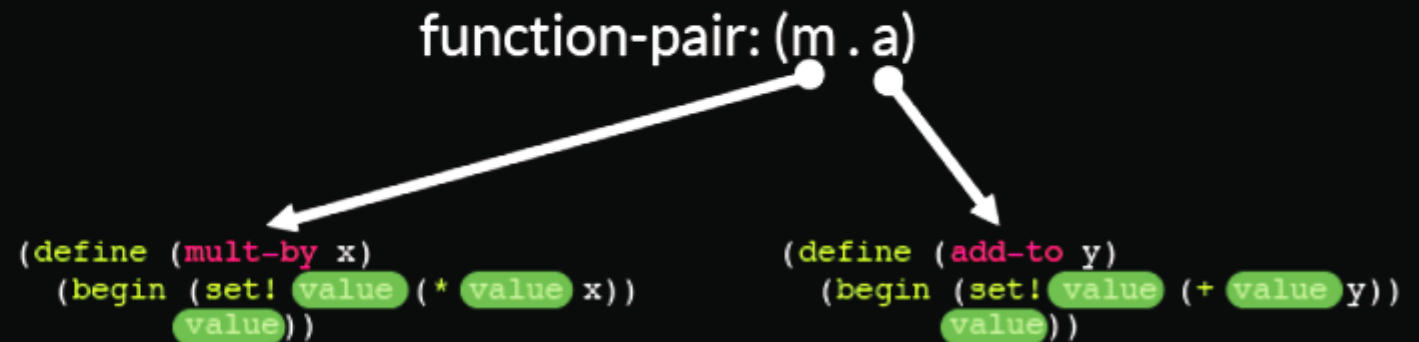 function-pair: (m . a)
(define (mult-by x)
(begin (set! value (* value x))
value))
(define (add-to y)
(begin (set! value (+ value y))
value))